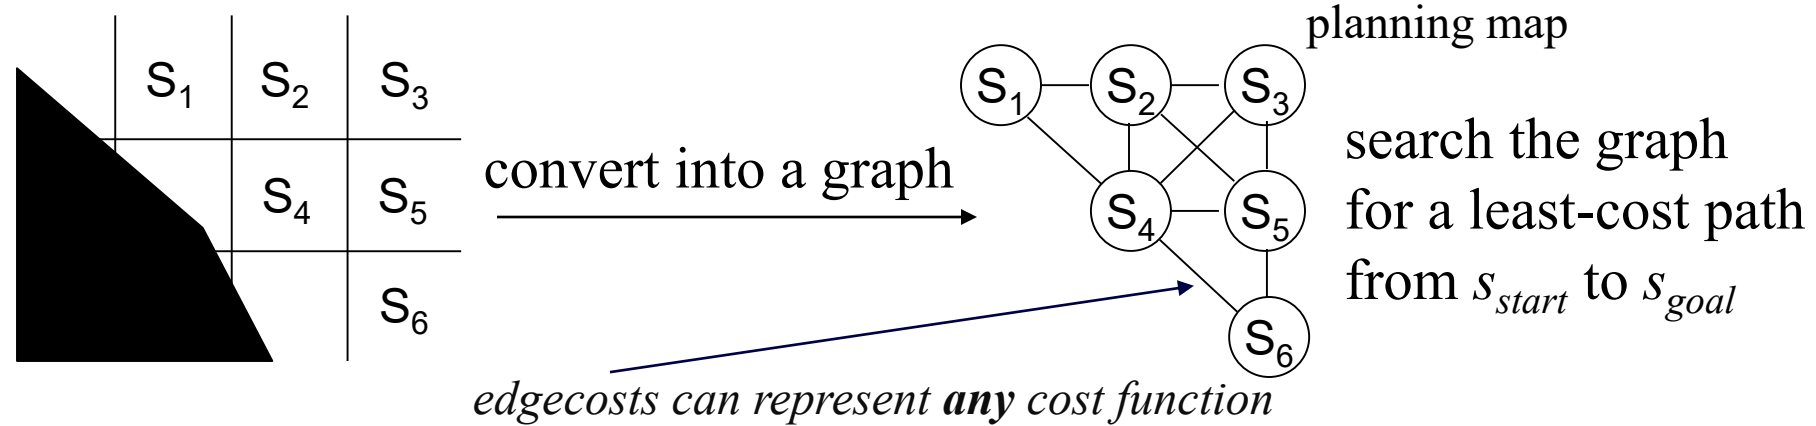 planning map
S1 S2 S3
S4 S5
S6
convert into a graph
S1 S2 S3
S4 S5
S6
search the graph
for a least-cost path
from sstart to sgoal
edgecosts can represent any cost function